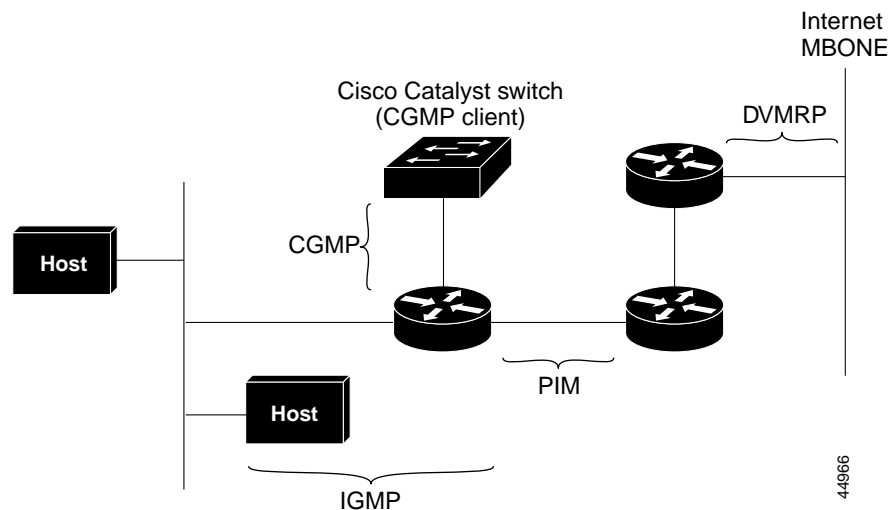 Internet
MBONE
Cisco Catalyst switch
(CGMP client)
DVMRP
CGMP
Host
PIM
Host
IGMP
44966